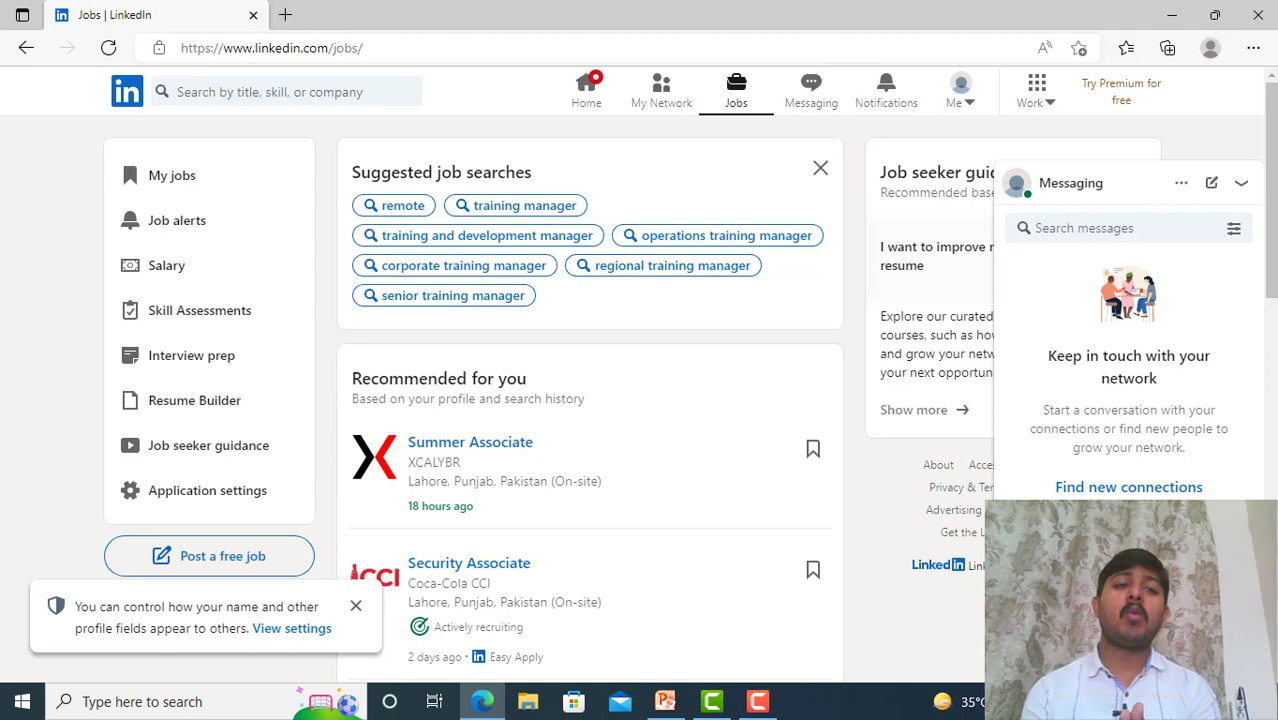 Jobs | LinkedIn
https://www.linkedin.com/jobs/
in
Search by title, skill, or company
Home
My Network
Jobs
Messaging
Notifications
Me
Work
Try Premium for
free
My jobs
Job alerts
Salary
Skill Assessments
Interview prep
Resume Builder
Job seeker guidance
Application settings
Post a free job
Suggested job searches
remote
training manager
training and development manager
operations training manager
corporate training manager
regional training manager
senior training manager
Recommended for you
Based on your profile and search history
Summer Associate
XCALYBR
Lahore, Punjab, Pakistan (On-site)
18 hours ago
CCI
Security Associate
Coca-Cola CCI
Lahore, Punjab, Pakistan (On-site)
Actively recruiting
2 days ago · in Easy Apply
Job seeker
Recommended
I want to improve
resume
Explore our curated
courses, such as
and grow your
your next
Show more
About
Privacy &
Advertising
Get the
Linked in
Messaging
Search messages
Keep in touch with your
network
Start a conversation with your
connections or find new people to
grow your network.
Find new connections
You can control how your name and other
profile fields appear to others. View settings
Type here to search
35°C